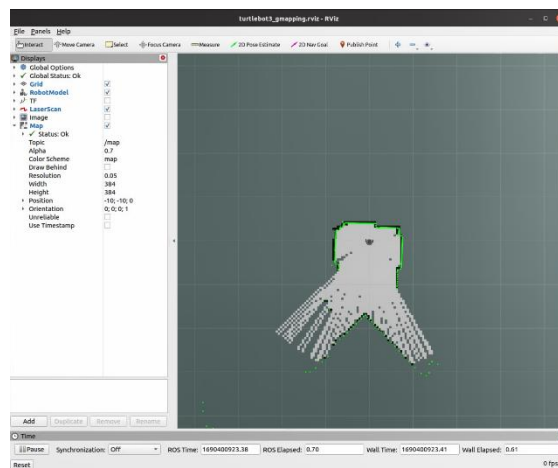 turtlebot3_gmapping.rviz - RViz
File Panels Help
Interact Move Camera Select Focus Camera Measure 2D Pose Estimate 2D Nav Goal Publish Point
Displays
Global Options
Global Status: Ok
Grid
RobotModel
TF
LaserScan
Image
Map
Status: Ok
Topic /map
Alpha 0.7
Color Scheme map
Draw Behind
Resolution 0.05
Width 384
Height 384
Position -10; -10; 0
Orientation 0; 0; 0; 1
Unreliable
Use Timestamp
Add Duplicate Remove Rename
Time
Pause Synchronization: Off ROS Time: 1690400923.38 ROS Elapsed: 0.70 Wall Time: 1690400923.41 Wall Elapsed: 0.61
Reset 0 fps